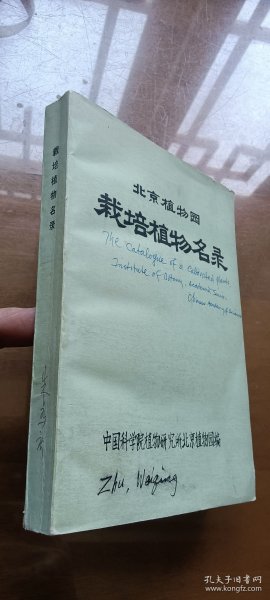 北京植物园
栽培植物名录
The Catalogue of a Cultivated Plants
Institute of Botany, Academia Sinica
中国科学院植物研究所北京植物园编
Zhu, Weiqing
栽培植物名录
孔夫子旧书网